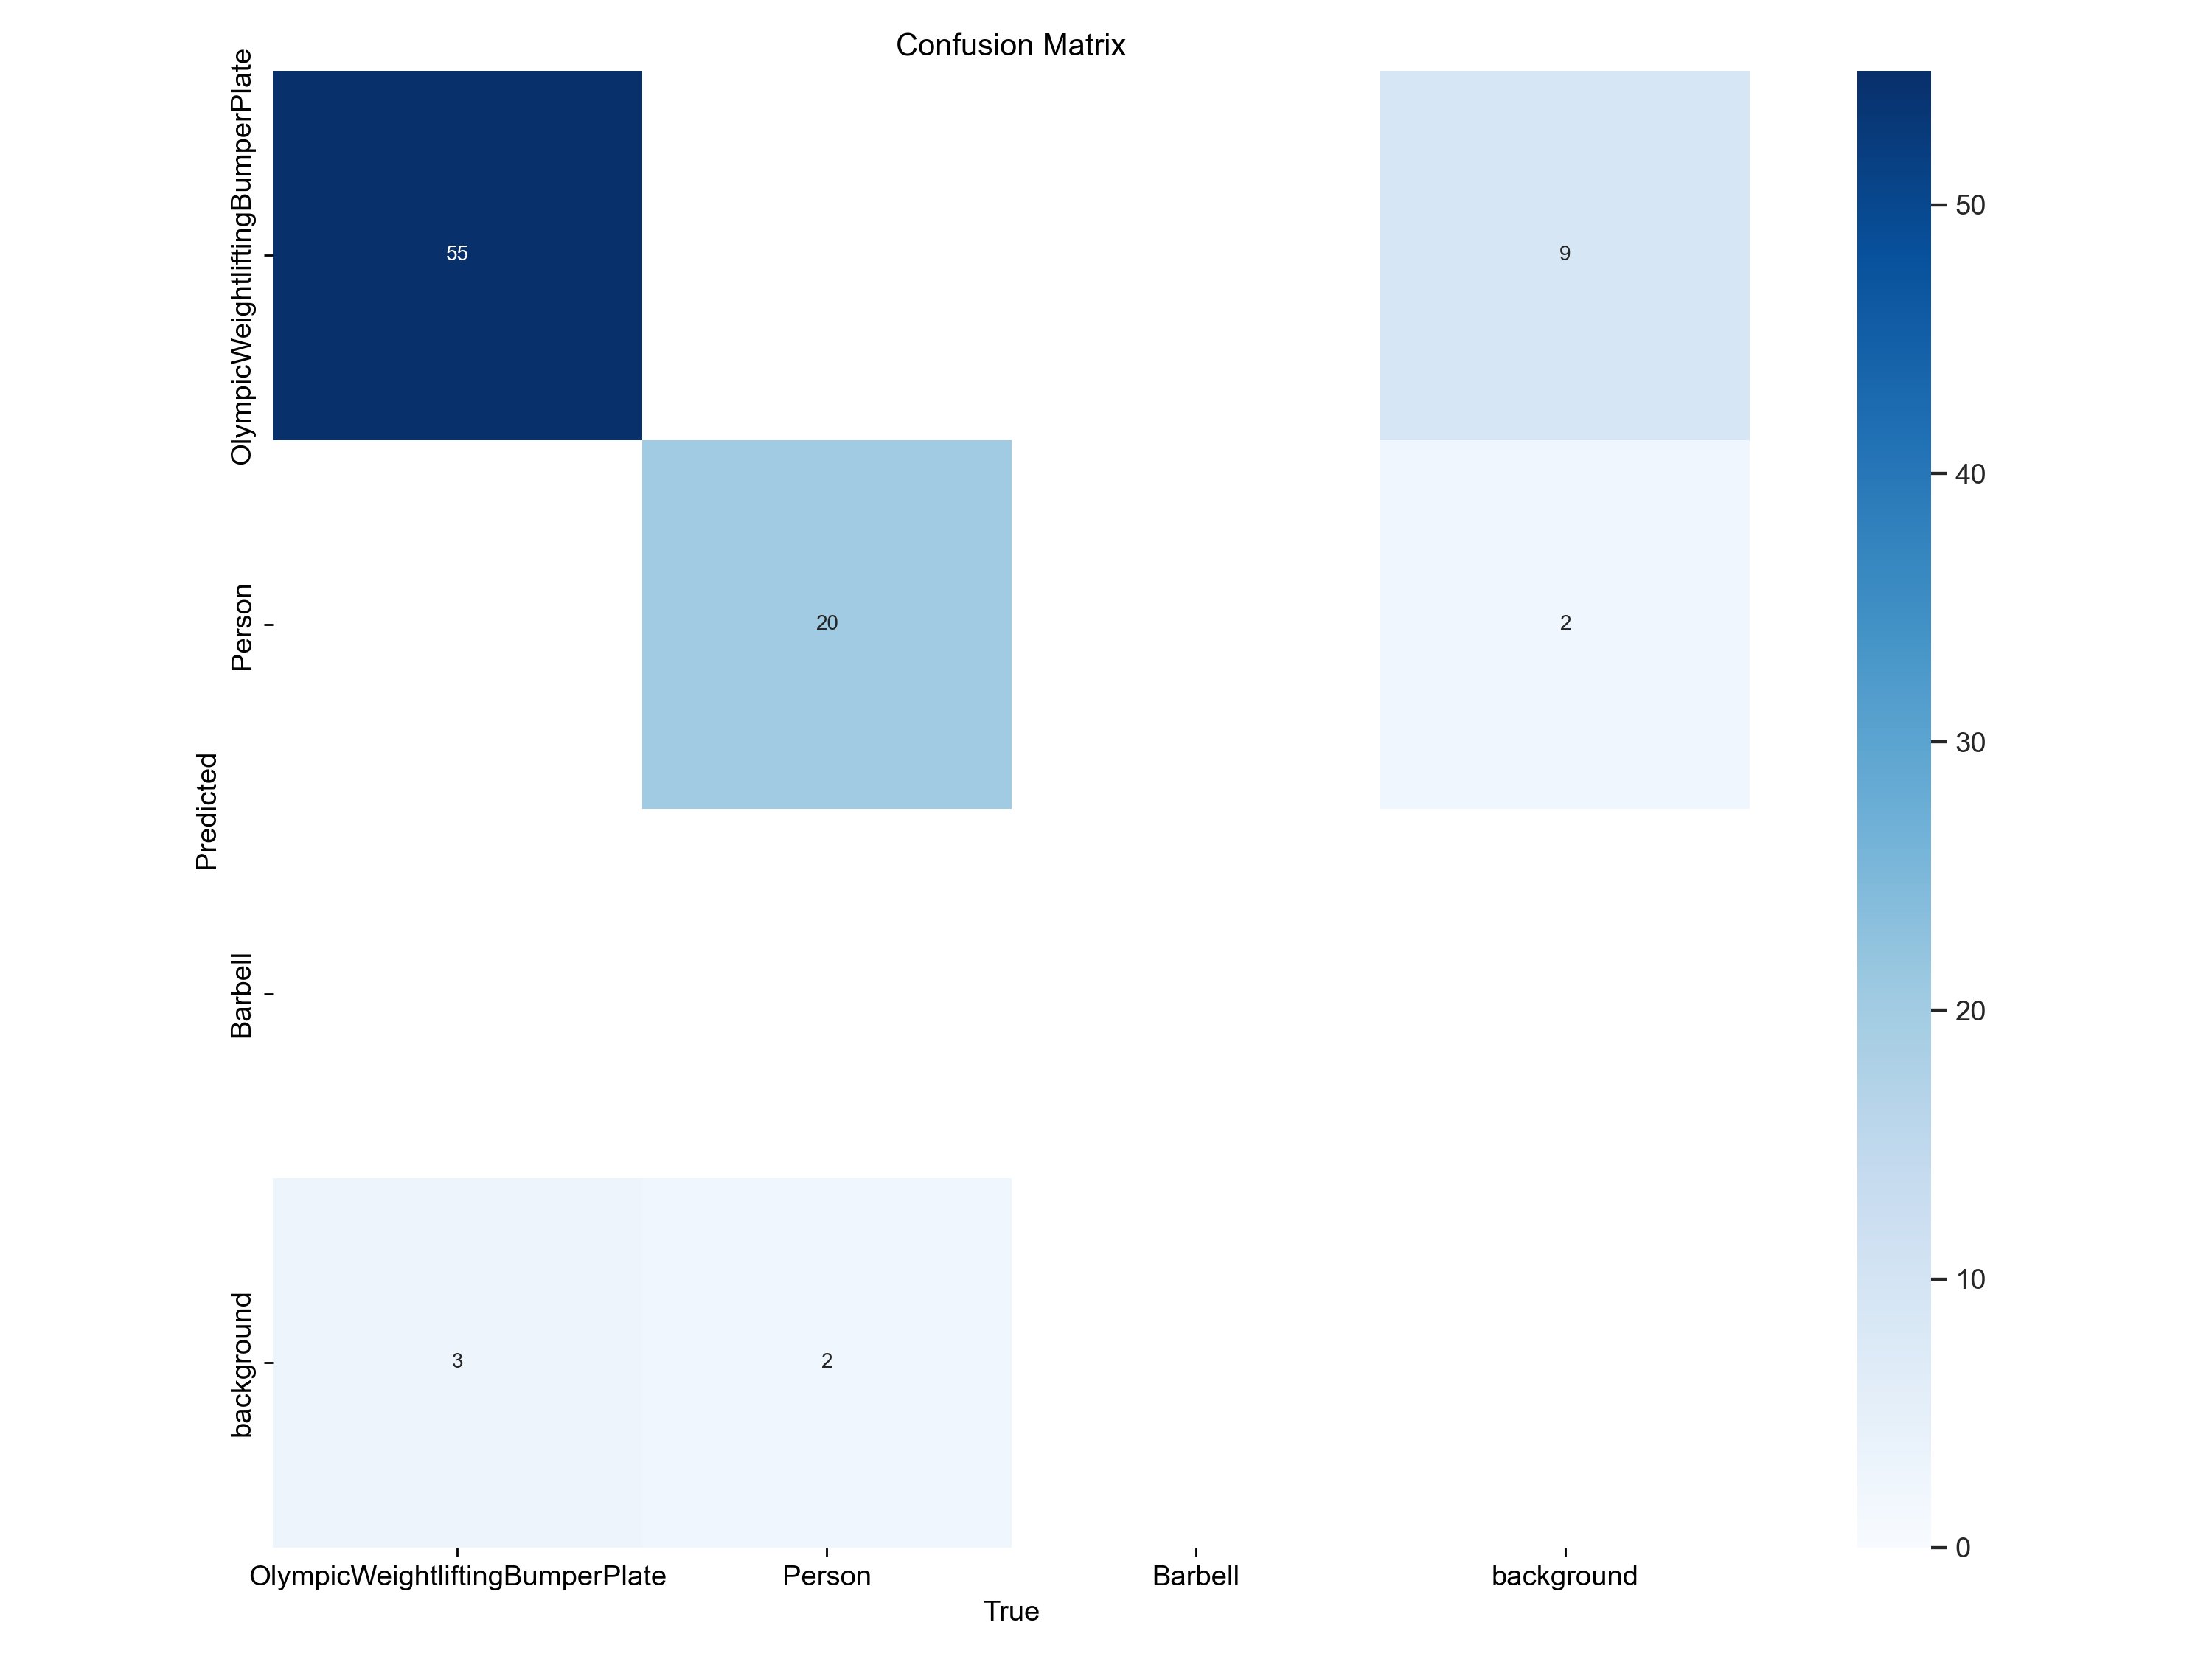 Confusion Matrix
OlympicWeightliftingBumperPlate
55
9
50
40
Person
20
2
30
Predicted
Barbell
20
10
background
3
2
0
OlympicWeightliftingBumperPlate
Person
Barbell
background
True